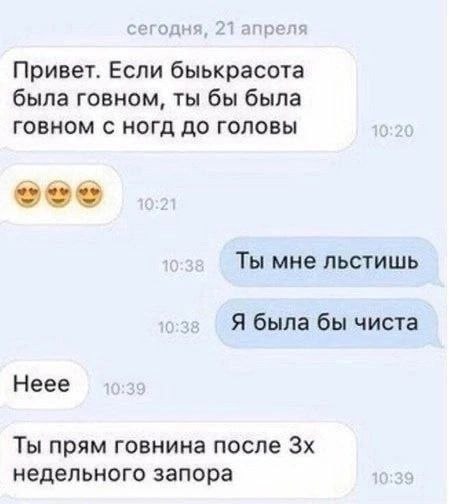 сегодня, 21 апреля
Привет. Если быькрасота
была говном, ты бы была
говном с ногд до головы
10:20
😍😍😍
10:21
10:38
Ты мне льстишь
10:38
Я была бы чиста
Неее
10:39
Ты прям говнина после 3х
недельного запора
10:39